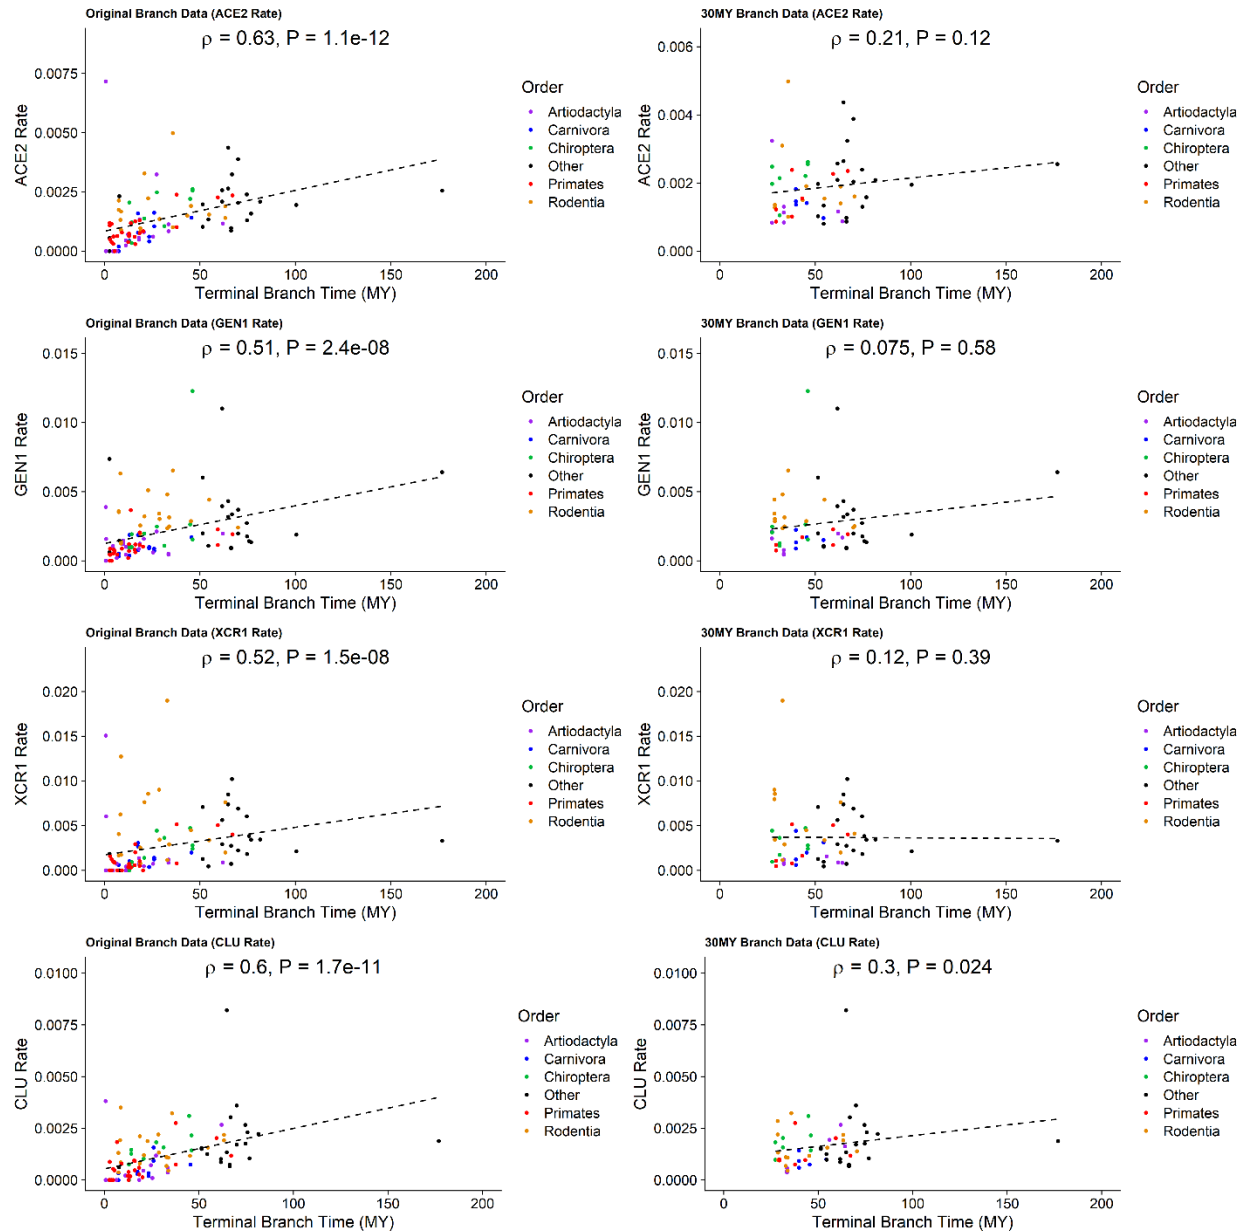 Original Branch Data (ACE2 Rate)
ρ = 0.63, P = 1.1e-12
0.0075
0.0050
0.0025
0.0000
ACE2 Rate
0 50 100 150 200
Terminal Branch Time (MY)
Order
Artiodactyla
Carnivora
Chiroptera
Other
Primates
Rodentia
30MY Branch Data (ACE2 Rate)
ρ = 0.21, P = 0.12
0.006
0.004
0.002
0.000
ACE2 Rate
0 50 100 150 200
Terminal Branch Time (MY)
Order
Artiodactyla
Carnivora
Chiroptera
Other
Primates
Rodentia
Original Branch Data (GEN1 Rate)
ρ = 0.51, P = 2.4e-08
0.015
0.010
0.005
0.000
GEN1 Rate
0 50 100 150 200
Terminal Branch Time (MY)
Order
Artiodactyla
Carnivora
Chiroptera
Other
Primates
Rodentia
30MY Branch Data (GEN1 Rate)
ρ = 0.075, P = 0.58
0.015
0.010
0.005
0.000
GEN1 Rate
0 50 100 150 200
Terminal Branch Time (MY)
Order
Artiodactyla
Carnivora
Chiroptera
Other
Primates
Rodentia
Original Branch Data (XCR1 Rate)
ρ = 0.52, P = 1.5e-08
0.020
0.015
0.010
0.005
0.000
XCR1 Rate
0 50 100 150 200
Terminal Branch Time (MY)
Order
Artiodactyla
Carnivora
Chiroptera
Other
Primates
Rodentia
30MY Branch Data (XCR1 Rate)
ρ = 0.12, P = 0.39
0.020
0.015
0.010
0.005
0.000
XCR1 Rate
0 50 100 150 200
Terminal Branch Time (MY)
Order
Artiodactyla
Carnivora
Chiroptera
Other
Primates
Rodentia
Original Branch Data (CLU Rate)
ρ = 0.6, P = 1.7e-11
0.0100
0.0075
0.0050
0.0025
0.0000
CLU Rate
0 50 100 150 200
Terminal Branch Time (MY)
Order
Artiodactyla
Carnivora
Chiroptera
Other
Primates
Rodentia
30MY Branch Data (CLU Rate)
ρ = 0.3, P = 0.024
0.0100
0.0075
0.0050
0.0025
0.0000
CLU Rate
0 50 100 150 200
Terminal Branch Time (MY)
Order
Artiodactyla
Carnivora
Chiroptera
Other
Primates
Rodentia